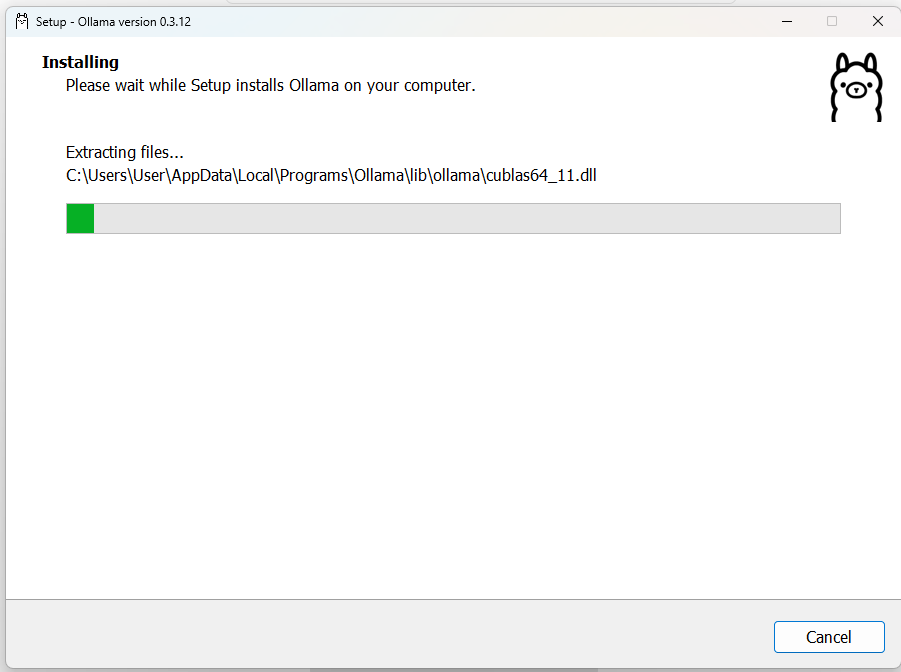 Setup - Ollama version 0.3.12
Installing
Please wait while Setup installs Ollama on your computer.
Extracting files...
C:\Users\User\AppData\Local\Programs\Ollama\lib\ollama\cublas64_11.dll
Cancel